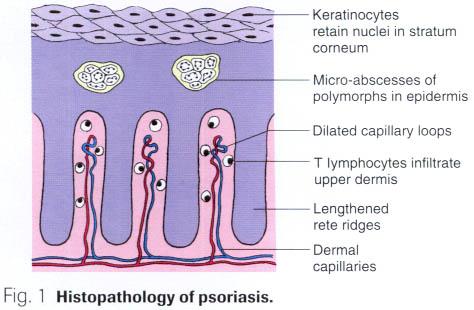 Keratinocytes
retain nuclei in stratum
corneum
Micro-abscesses of
polymorphs in epidermis
Dilated capillary loops
T lymphocytes infiltrate
upper dermis
Lengthened
rete ridges
Dermal
capillaries
Fig. 1 Histopathology of psoriasis.